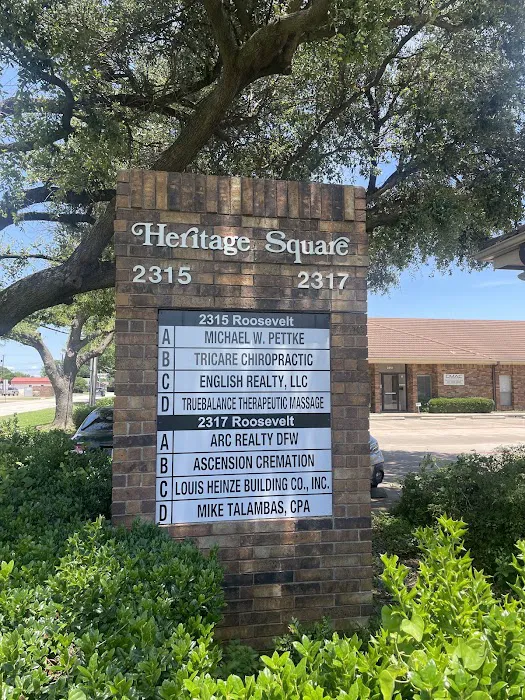 Heritage Square
2315 2317
2315 Roosevelt
A MICHAEL W. PETTKE
B TRICARE CHIROPRACTIC
C ENGLISH REALTY, LLC
D TRUEBALANCE THERAPEUTIC MASSAGE
2317 Roosevelt
A ARC REALTY DFW
B ASCENSION CREMATION
C LOUIS HEINZE BUILDING CO., INC.
D MIKE TALAMBAS, CPA